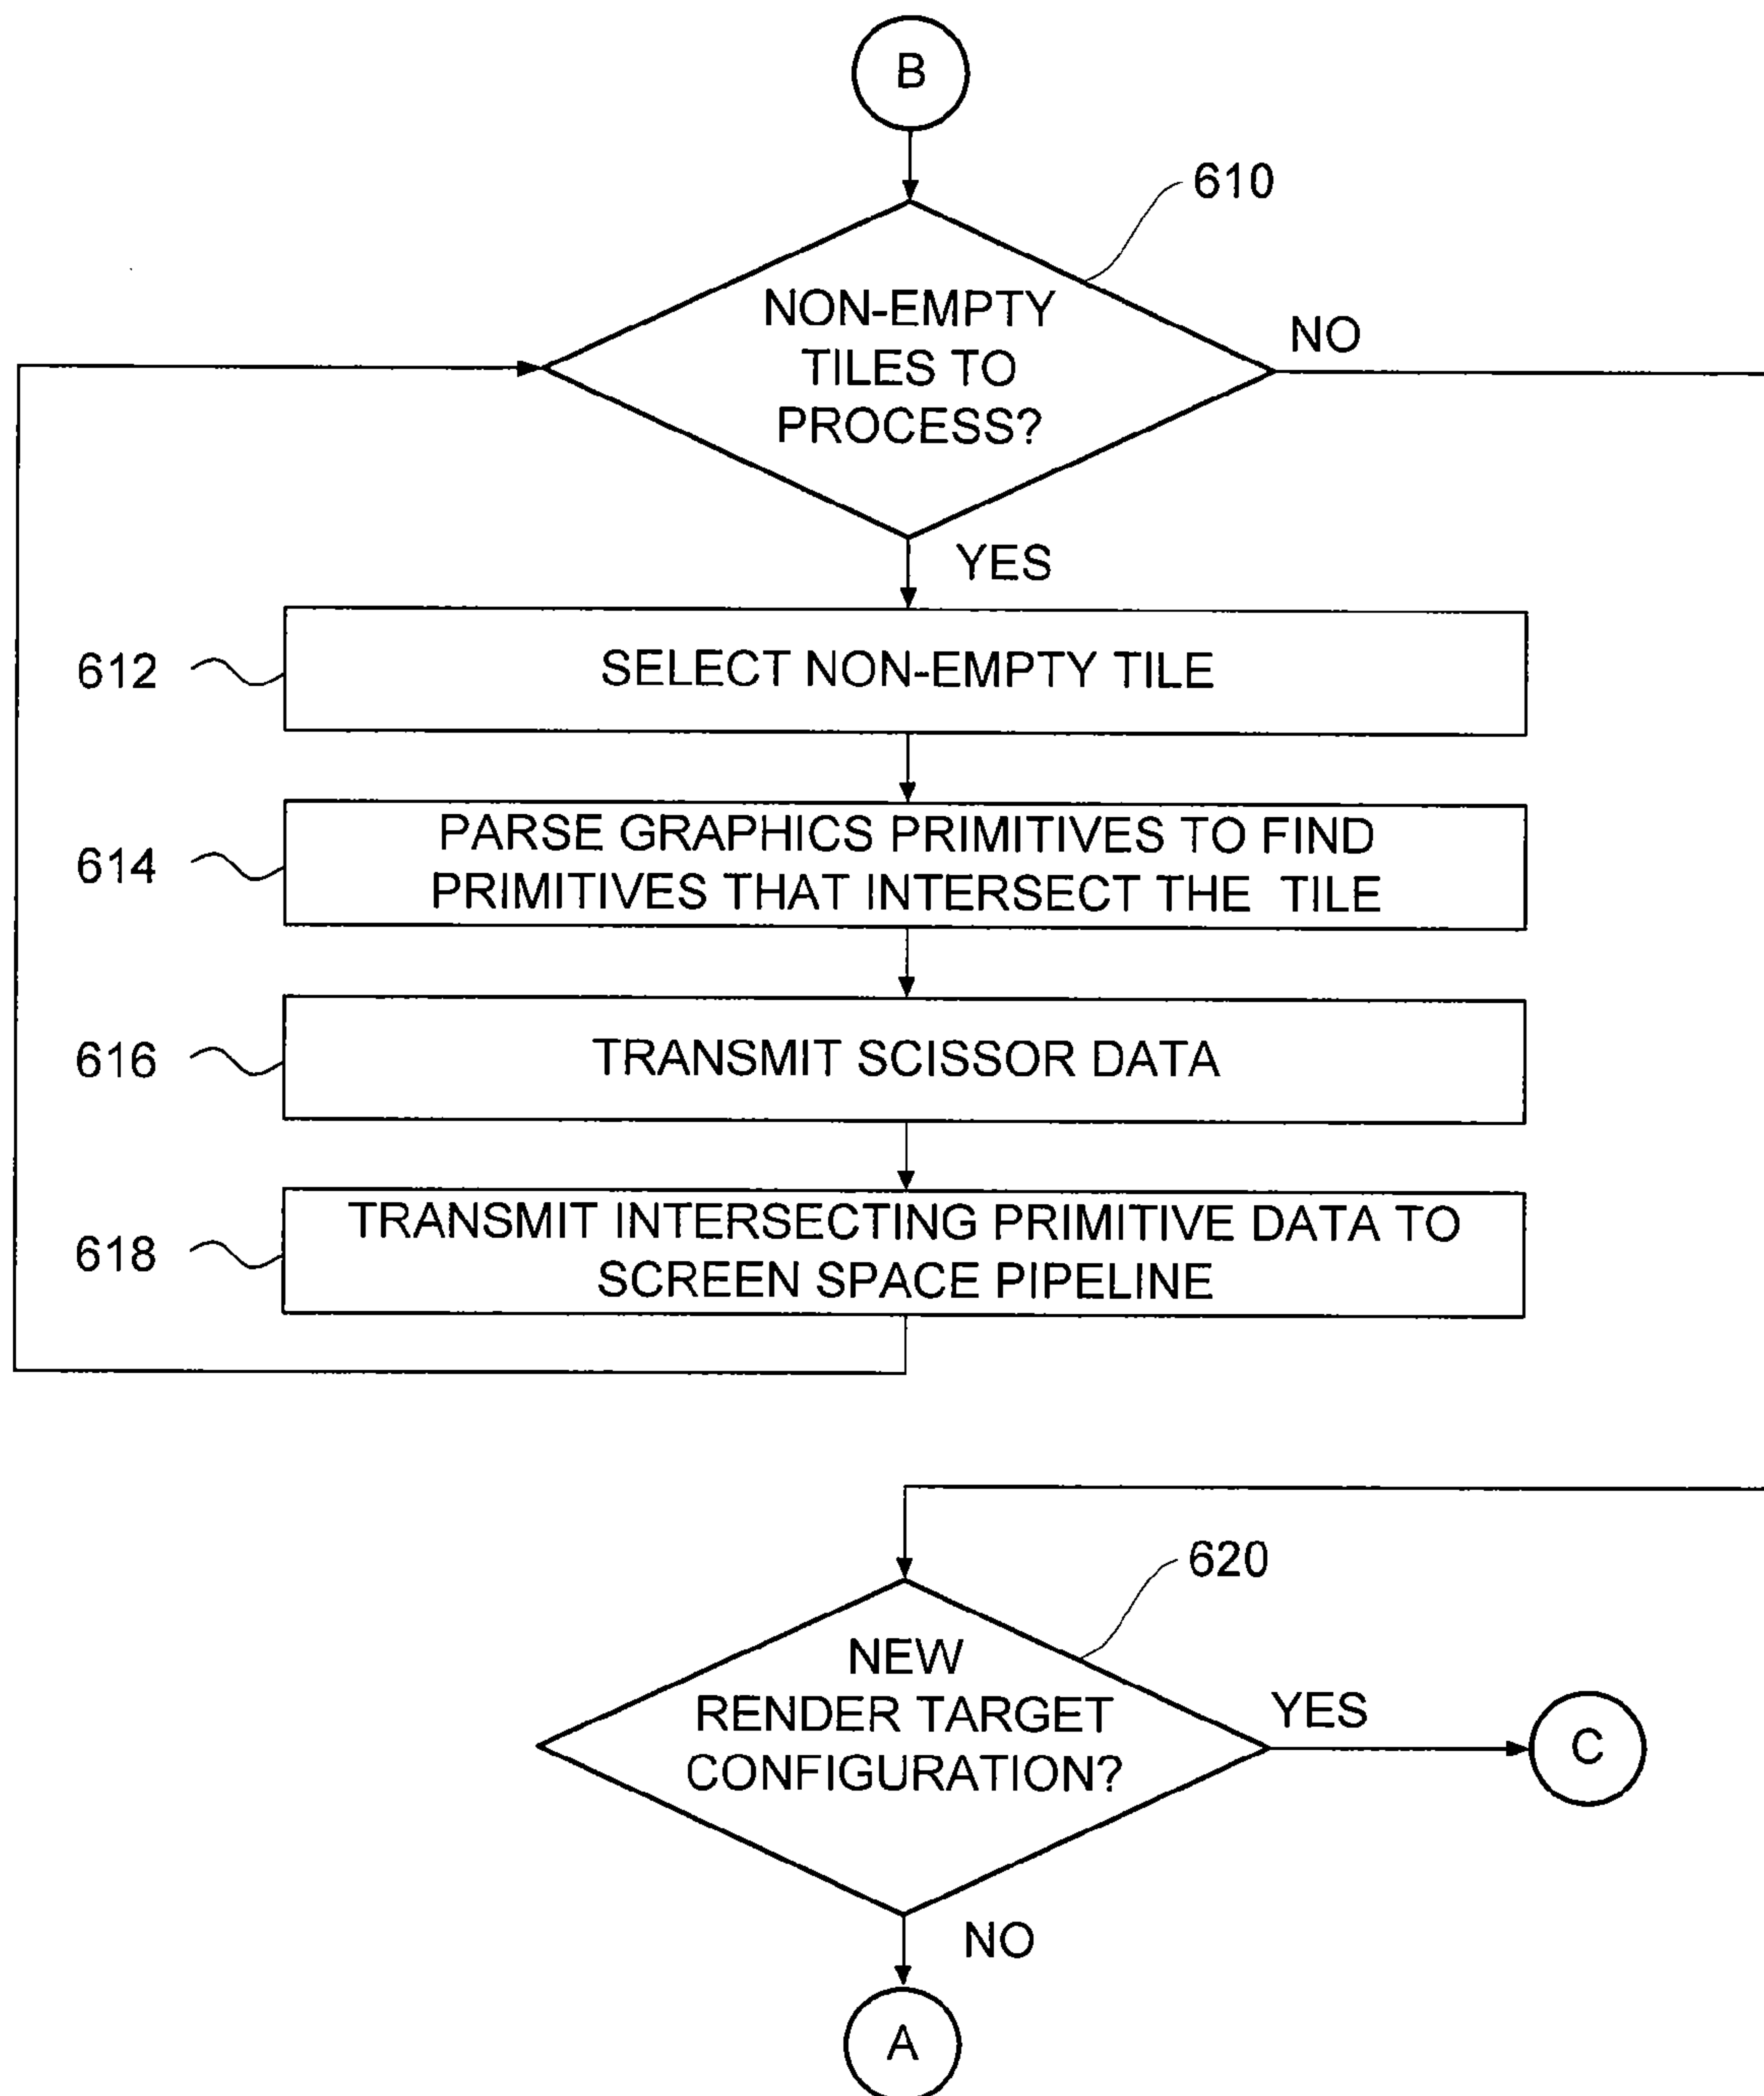 B
610
NON-EMPTY
TILES TO
PROCESS?
NO
YES
612
SELECT NON-EMPTY TILE
614
PARSE GRAPHICS PRIMITIVES TO FIND
PRIMITIVES THAT INTERSECT THE TILE
616
TRANSMIT SCISSOR DATA
618
TRANSMIT INTERSECTING PRIMITIVE DATA TO
SCREEN SPACE PIPELINE
620
NEW
RENDER TARGET
CONFIGURATION?
YES
C
NO
A